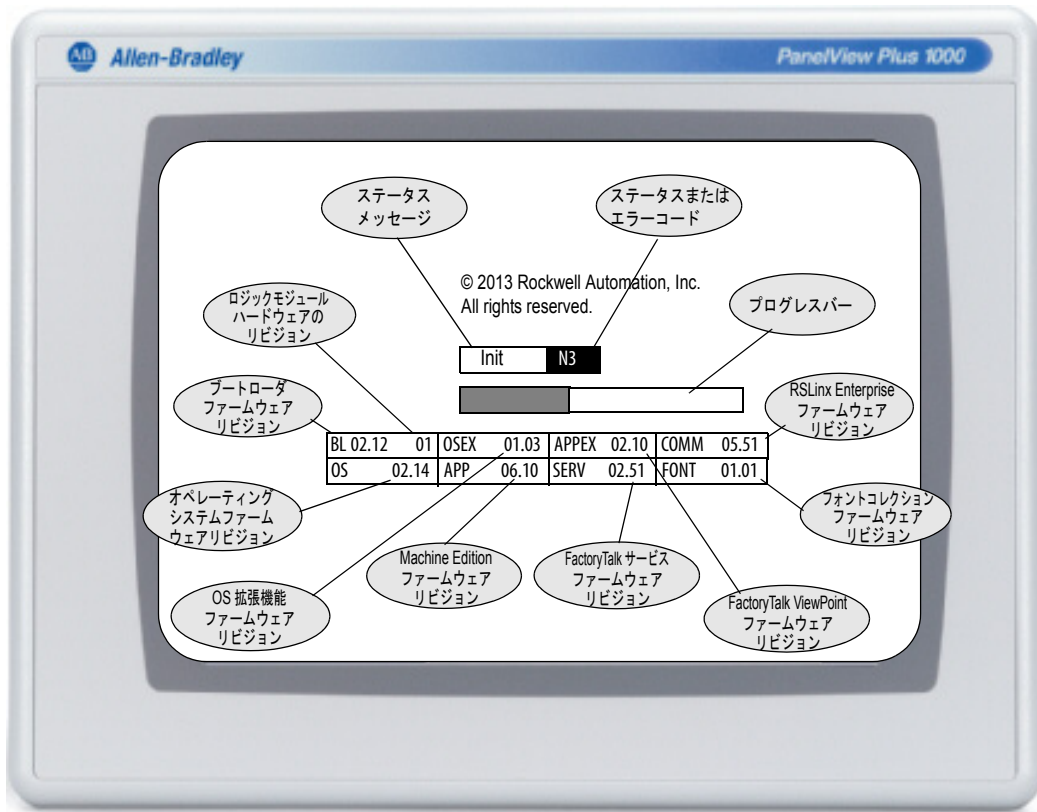 AB Allen-Bradley
PanelView Plus 1000
ステータス
メッセージ
ステータスまたは
エラーコード
© 2013 Rockwell Automation, Inc.
All rights reserved.
ロジックモジュール
ハードウェアの
リビジョン
プログレスバー
Init N3
ブートローダ
ファームウェア
リビジョン
RSLinx Enterprise
ファームウェア
リビジョン
BL 02.12 01 OSEX 01.03 APPEX 02.10 COMM 05.51
OS 02.14 APP 06.10 SERV 02.51 FONT 01.01
オペレーティング
システムファーム
ウェアリビジョン
フォントコレクション
ファームウェア
リビジョン
Machine Edition
ファームウェア
リビジョン
FactoryTalk サービス
ファームウェア
リビジョン
OS 拡張機能
ファームウェア
リビジョン
FactoryTalk ViewPoint
ファームウェア
リビジョン